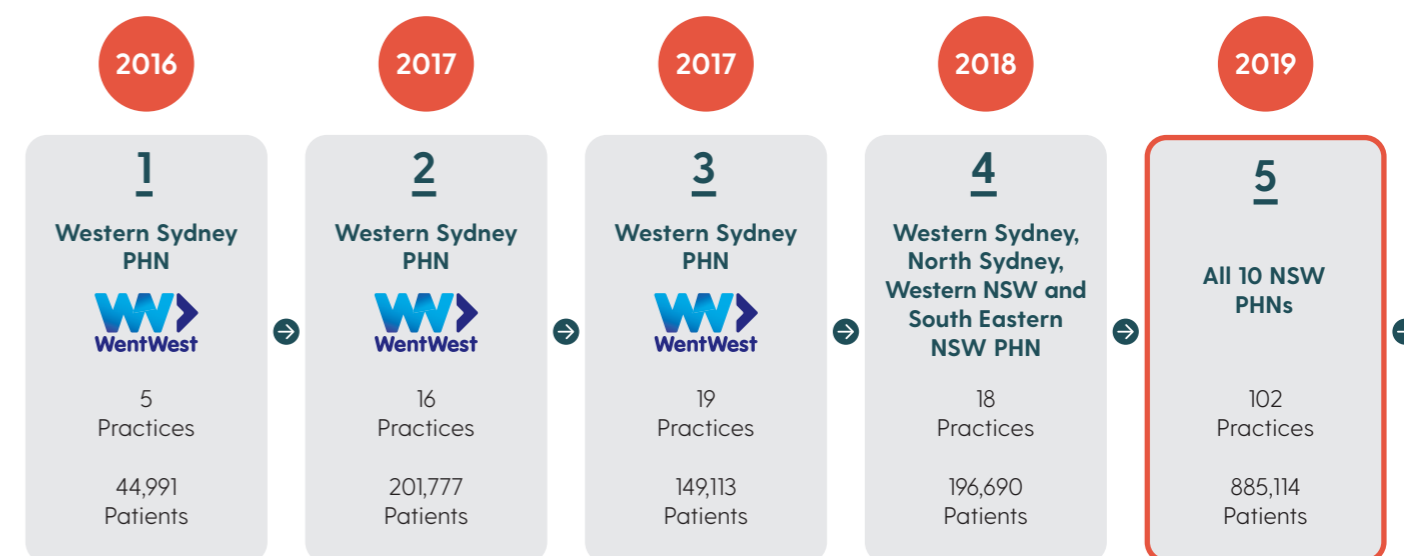 2016
1
Western Sydney
PHN
WentWest
5
Practices
44,991
Patients
2017
2
Western Sydney
PHN
WentWest
16
Practices
201,777
Patients
2017
3
Western Sydney
PHN
WentWest
19
Practices
149,113
Patients
2018
4
Western Sydney,
North Sydney,
Western NSW and
South Eastern
NSW PHN
18
Practices
196,690
Patients
2019
5
All 10 NSW
PHNs
102
Practices
885,114
Patients